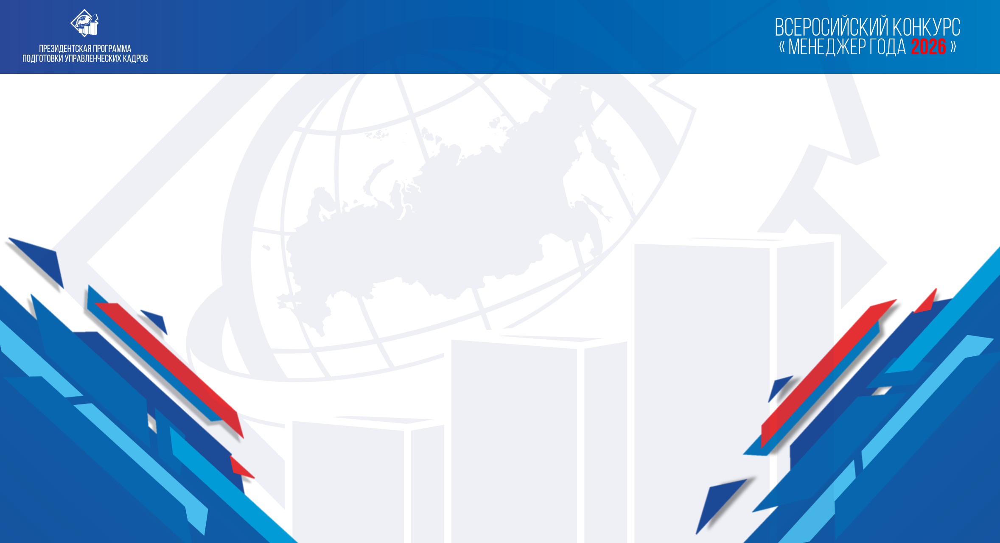 ПРЕЗИДЕНТСКАЯ ПРОГРАММА
ПОДГОТОВКИ УПРАВЛЕНЧЕСКИХ КАДРОВ
ВСЕРОСИЙСКИЙ КОНКУРС
« МЕНЕДЖЕР ГОДА 2026 »